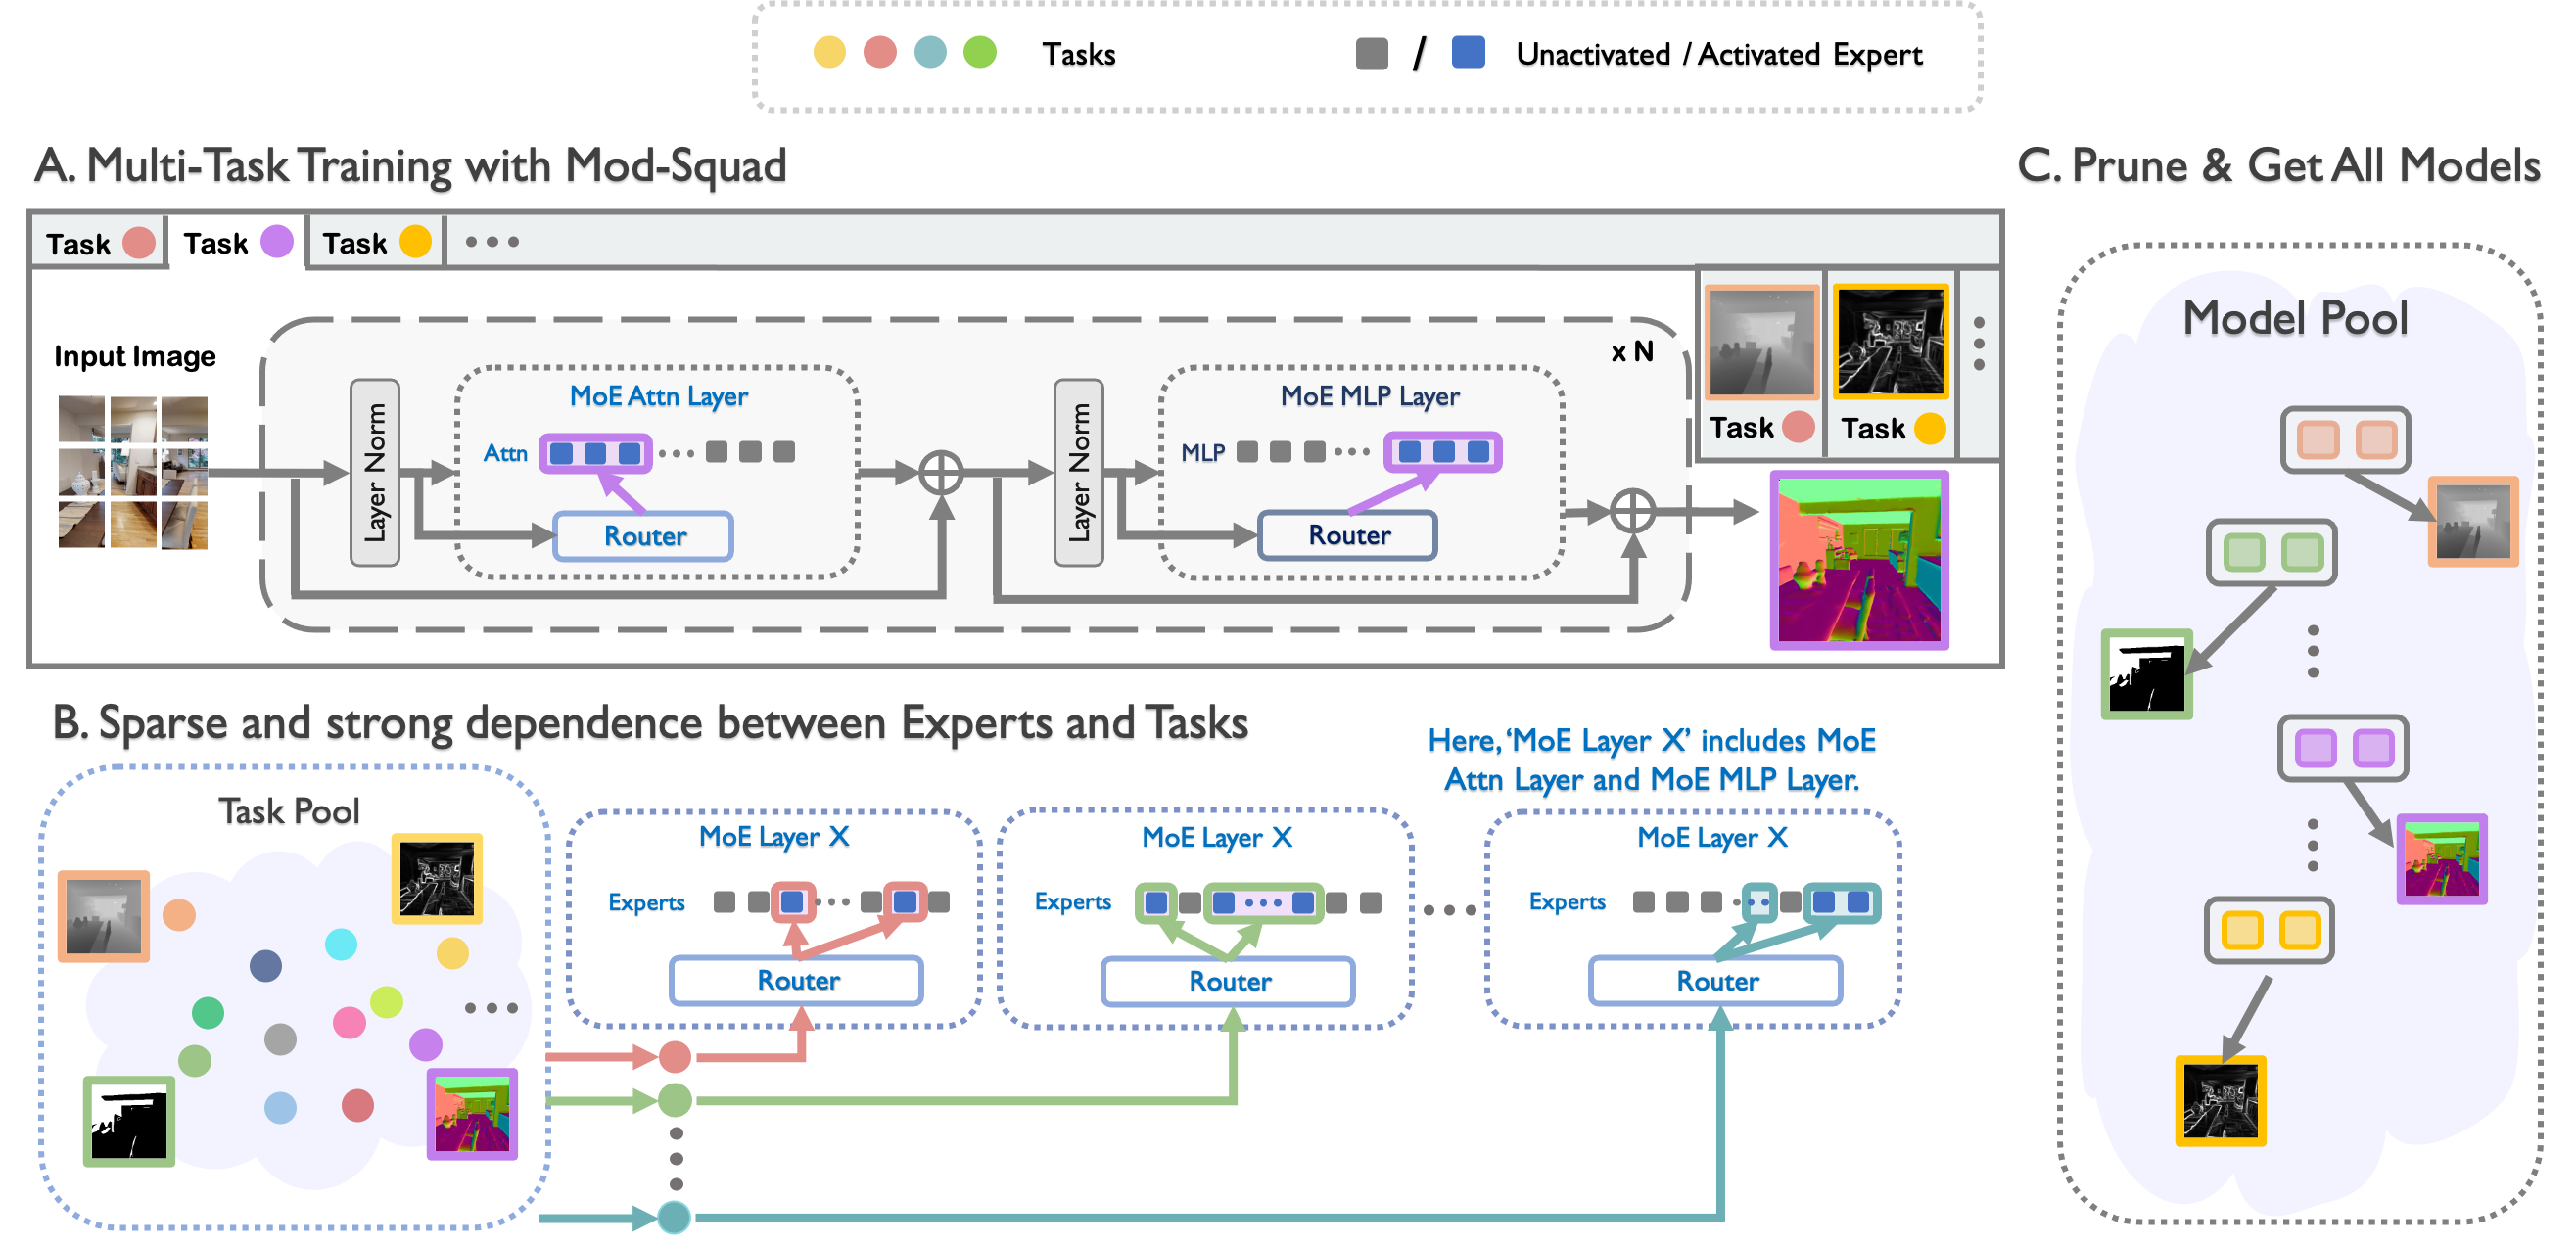 Tasks
/
Unactivated / Activated Expert
A. Multi-Task Training with Mod-Squad
C. Prune & Get All Models
Task
Task
Task
Input Image
Layer Norm
MoE Attn Layer
Attn
Router
Layer Norm
MoE MLP Layer
MLP
Router
x N
Task
Task
Model Pool
B. Sparse and strong dependence between Experts and Tasks
Here, ‘MoE Layer X’ includes MoE
Attn Layer and MoE MLP Layer.
Task Pool
MoE Layer X
Experts
Router
MoE Layer X
Experts
Router
MoE Layer X
Experts
Router